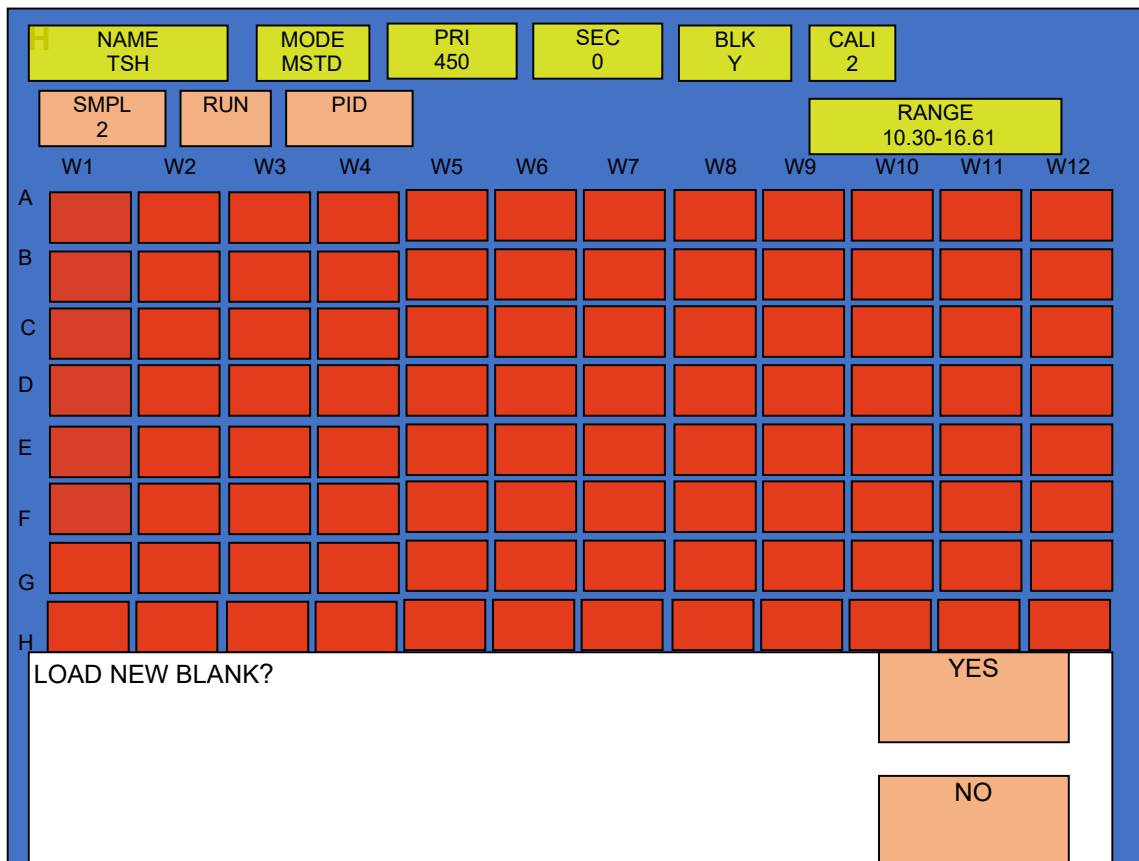 H
NAME
TSH
MODE
MSTD
PRI
450
SEC
0
BLK
Y
CALI
2
SMPL
2
RUN
PID
RANGE
10.30-16.61
W1 W2 W3 W4 W5 W6 W7 W8 W9 W10 W11 W12
A
B
C
D
E
F
G
H
LOAD NEW BLANK?
YES
NO